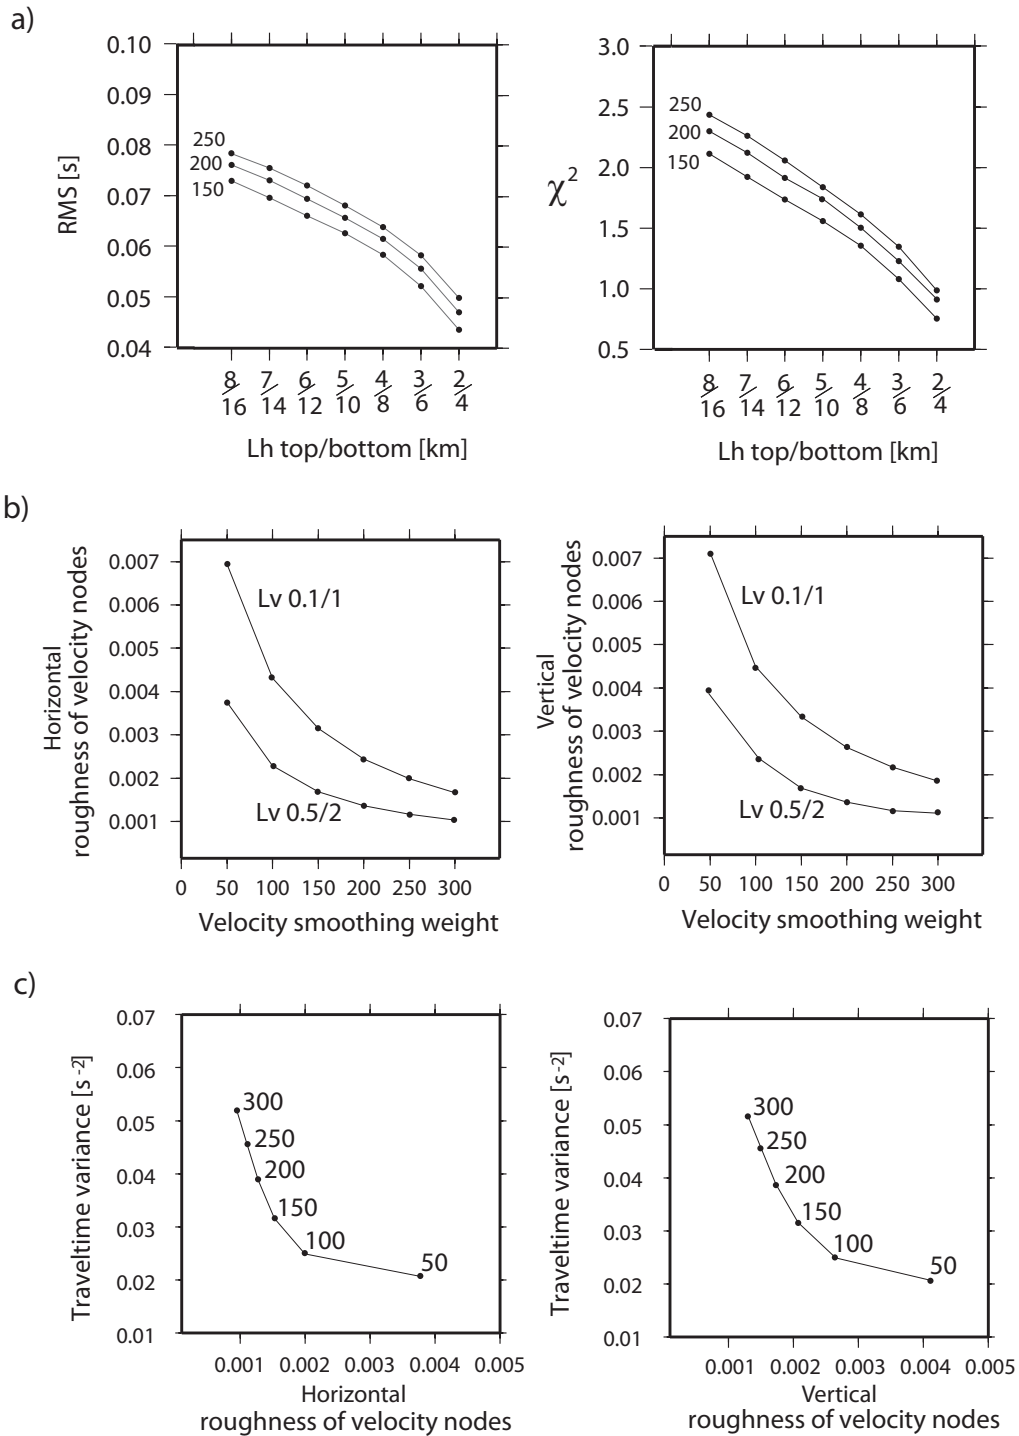 a)
RMS [s]
0.10
0.09
0.08
0.07
0.06
0.05
0.04
250
200
150
8/16 7/14 6/12 5/10 4/8 3/6 2/4
Lh top/bottom [km]
χ²
3.0
2.5
2.0
1.5
1.0
0.5
250
200
150
8/16 7/14 6/12 5/10 4/8 3/6 2/4
Lh top/bottom [km]
b)
Horizontal
roughness of velocity nodes
0.007
0.006
0.005
0.004
0.003
0.002
0.001
Lv 0.1/1
Lv 0.5/2
0 50 100 150 200 250 300
Velocity smoothing weight
Vertical
roughness of velocity nodes
0.007
0.006
0.005
0.004
0.003
0.002
0.001
Lv 0.1/1
Lv 0.5/2
0 50 100 150 200 250 300
Velocity smoothing weight
c)
Traveltime variance [s⁻²]
0.07
0.06
0.05
0.04
0.03
0.02
0.01
300
250
200
150
100
50
0.001 0.002 0.003 0.004 0.005
Horizontal
roughness of velocity nodes
Traveltime variance [s⁻²]
0.07
0.06
0.05
0.04
0.03
0.02
0.01
300
250
200
150
100
50
0.001 0.002 0.003 0.004 0.005
Vertical
roughness of velocity nodes